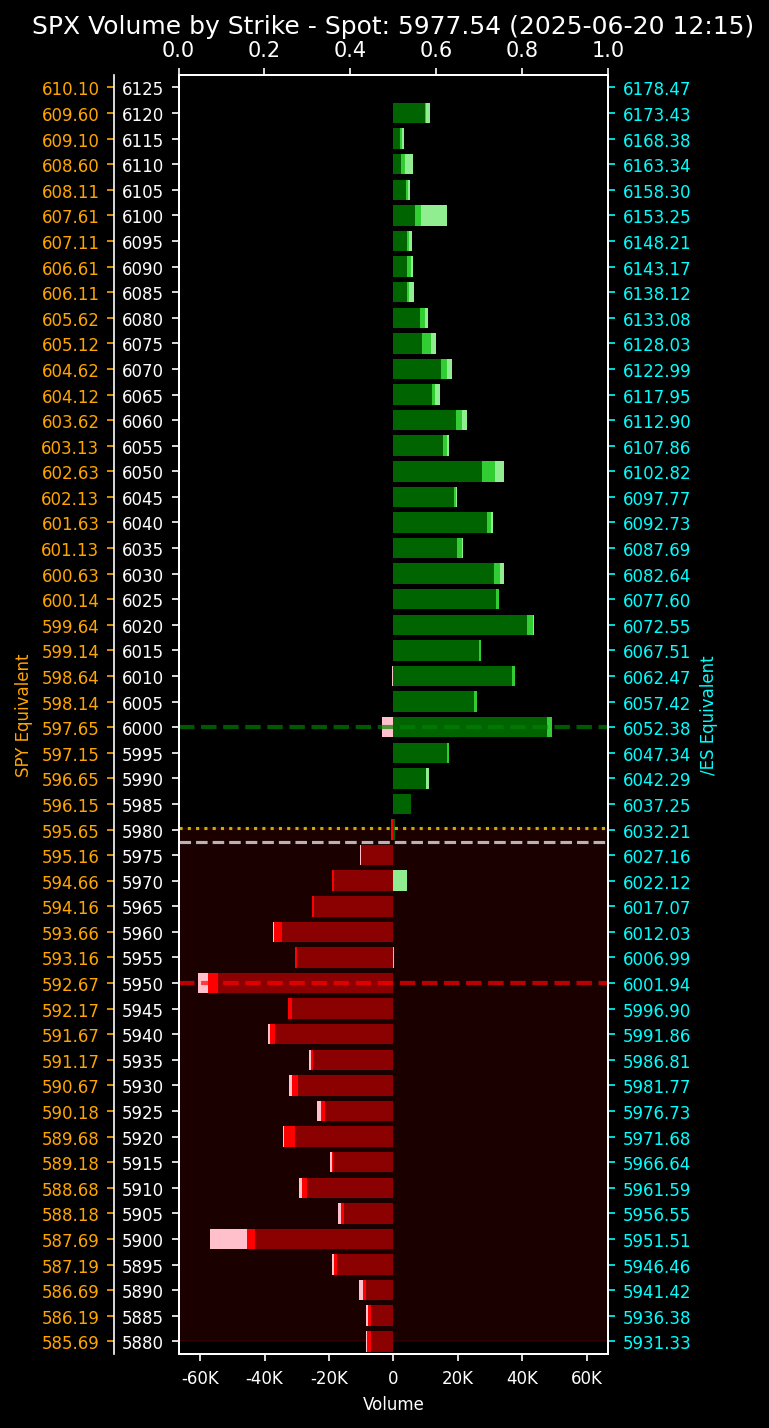 SPX Volume by Strike - Spot: 5977.54 (2025-06-20 12:15)
0.0 0.2 0.4 0.6 0.8 1.0
610.10 6125 6178.47
609.60 6120 6173.43
609.10 6115 6168.38
608.60 6110 6163.34
608.11 6105 6158.30
607.61 6100 6153.25
607.11 6095 6148.21
606.61 6090 6143.17
606.11 6085 6138.12
605.62 6080 6133.08
605.12 6075 6128.03
604.62 6070 6122.99
604.12 6065 6117.95
603.62 6060 6112.90
603.13 6055 6107.86
602.63 6050 6102.82
602.13 6045 6097.77
601.63 6040 6092.73
601.13 6035 6087.69
600.63 6030 6082.64
600.14 6025 6077.60
599.64 6020 6072.55
599.14 6015 6067.51
598.64 6010 6062.47
598.14 6005 6057.42
597.65 6000 6052.38
597.15 5995 6047.34
596.65 5990 6042.29
596.15 5985 6037.25
595.65 5980 6032.21
595.16 5975 6027.16
594.66 5970 6022.12
594.16 5965 6017.07
593.66 5960 6012.03
593.16 5955 6006.99
592.67 5950 6001.94
592.17 5945 5996.90
591.67 5940 5991.86
591.17 5935 5986.81
590.67 5930 5981.77
590.18 5925 5976.73
589.68 5920 5971.68
589.18 5915 5966.64
588.68 5910 5961.59
588.18 5905 5956.55
587.69 5900 5951.51
587.19 5895 5946.46
586.69 5890 5941.42
586.19 5885 5936.38
585.69 5880 5931.33
SPY Equivalent
/ES Equivalent
-60K -40K -20K 0 20K 40K 60K
Volume